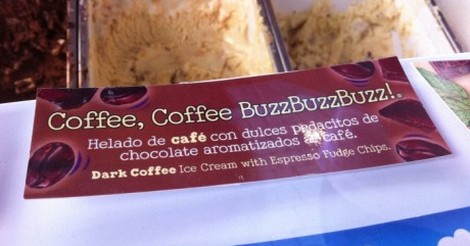 Coffee, Coffee BuzzBuzzBuzz!®
Helado de café con dulces pedacitos de
chocolate aromatizados al café.
Dark Coffee Ice Cream with Espresso Fudge Chips.